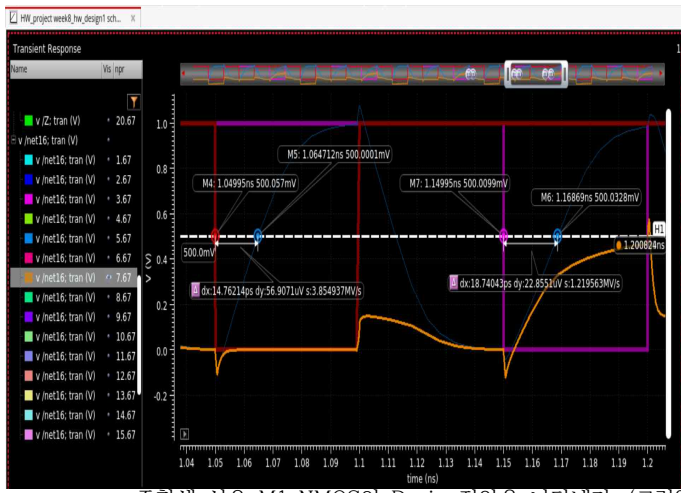 HW_project week8_hw_design1 sch... x
Transient Response
1
Name Vis npr
v /Z; tran (V) 20.67
v /net16; tran (V)
v /net16; tran (V) 1.67
v /net16; tran (V) 2.67
v /net16; tran (V) 3.67
v /net16; tran (V) 4.67
v /net16; tran (V) 5.67
v /net16; tran (V) 6.67
v /net16; tran (V) 7.67
v /net16; tran (V) 8.67
v /net16; tran (V) 9.67
v /net16; tran (V) 10.67
v /net16; tran (V) 11.67
v /net16; tran (V) 12.67
v /net16; tran (V) 13.67
v /net16; tran (V) 14.67
v /net16; tran (V) 15.67
V (V)
1.0
0.8
0.6
0.4
0.2
0.0
-0.2
M5: 1.064712ns 500.0001mV
M4: 1.04995ns 500.057mV
M7: 1.14995ns 500.0099mV
M6: 1.16869ns 500.0328mV
H1
500.0mV
1.200824ns
dx:14.76214ps dy:56.9071uV s:3.854937MV/s
dx:18.74043ps dy:22.8551uV s:1.219563MV/s
1.04 1.05 1.06 1.07 1.08 1.09 1.1 1.11 1.12 1.13 1.14 1.15 1.16 1.17 1.18 1.19 1.2
time (ns)